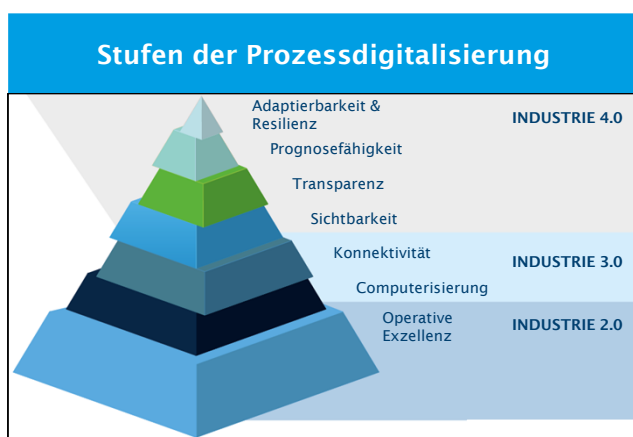 Stufen der Prozessdigitalisierung
Adaptierbarkeit &
Resilienz
INDUSTRIE 4.0
Prognosefähigkeit
Transparenz
Sichtbarkeit
Konnektivität
INDUSTRIE 3.0
Computerisierung
Operative
Exzellenz
INDUSTRIE 2.0